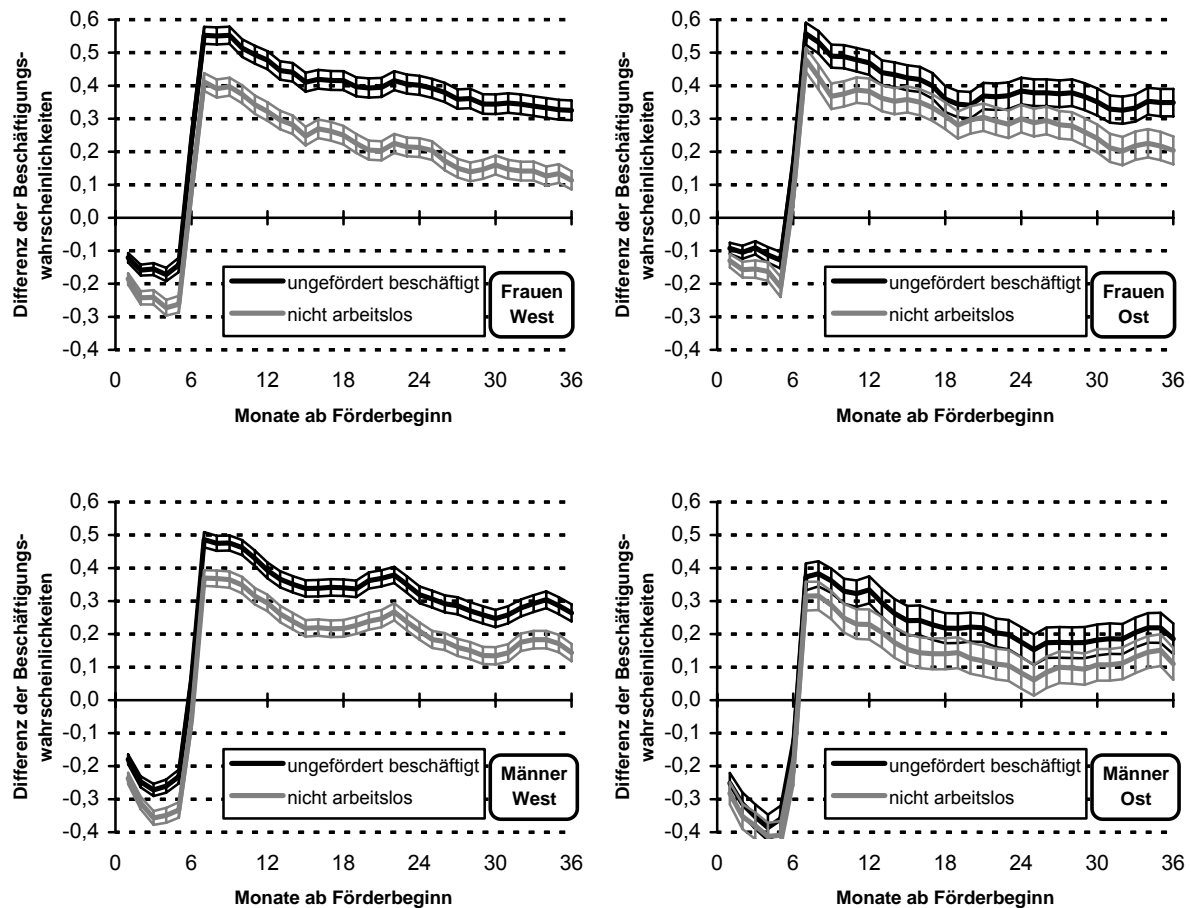 Differenz der Beschäftigungs-
wahrscheinlichkeiten
0,6
0,5
0,4
0,3
0,2
0,1
0,0
-0,1
-0,2
-0,3
-0,4
ungefördert beschäftigt
nicht arbeitslos
Frauen
West
0 6 12 18 24 30 36
Monate ab Förderbeginn
Differenz der Beschäftigungs-
wahrscheinlichkeiten
0,6
0,5
0,4
0,3
0,2
0,1
0,0
-0,1
-0,2
-0,3
-0,4
ungefördert beschäftigt
nicht arbeitslos
Frauen
Ost
0 6 12 18 24 30 36
Monate ab Förderbeginn
Differenz der Beschäftigungs-
wahrscheinlichkeiten
0,6
0,5
0,4
0,3
0,2
0,1
0,0
-0,1
-0,2
-0,3
-0,4
ungefördert beschäftigt
nicht arbeitslos
Männer
West
0 6 12 18 24 30 36
Monate ab Förderbeginn
Differenz der Beschäftigungs-
wahrscheinlichkeiten
0,6
0,5
0,4
0,3
0,2
0,1
0,0
-0,1
-0,2
-0,3
-0,4
ungefördert beschäftigt
nicht arbeitslos
Männer
Ost
0 6 12 18 24 30 36
Monate ab Förderbeginn